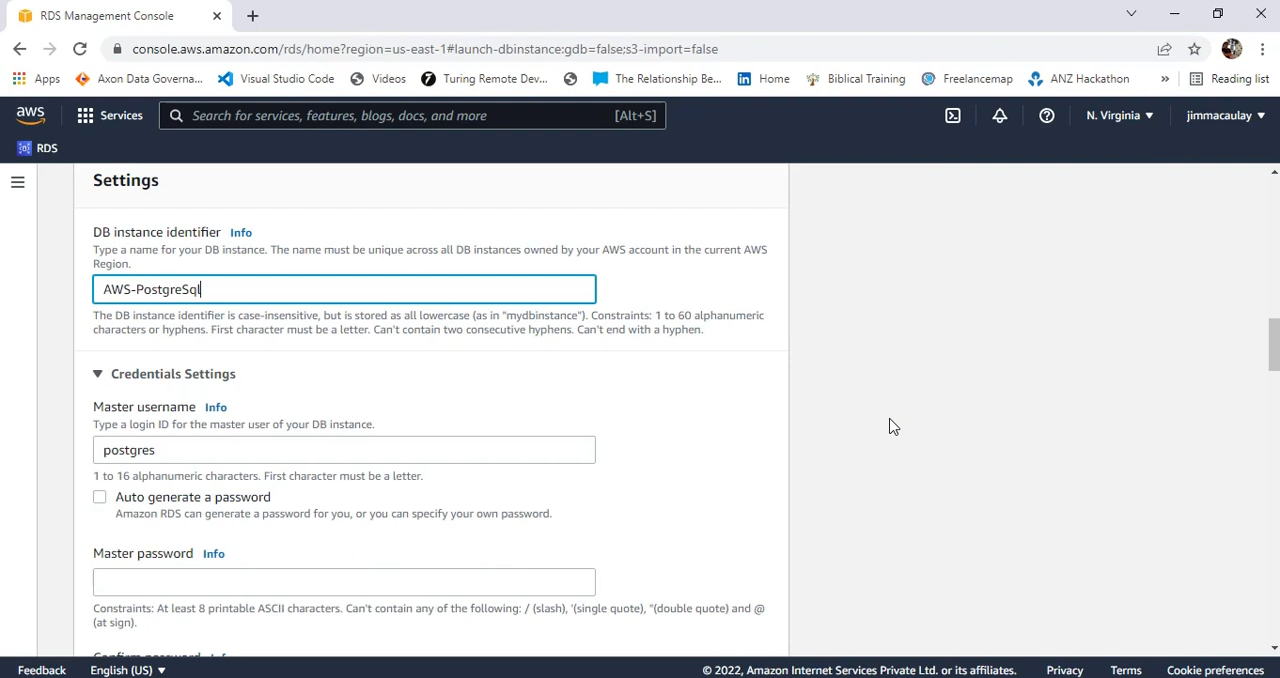 RDS Management Console
console.aws.amazon.com/rds/home?region=us-east-1#launch-dbinstance:gdb=false;s3-import=false
Apps Axon Data Governa... Visual Studio Code Videos Turing Remote Dev... The Relationship Be... Home Biblical Training Freelancemap ANZ Hackathon » Reading list
aws Services Search for services, features, blogs, docs, and more [Alt+S] N. Virginia jimmacaulay
RDS
Settings
DB instance identifier Info
Type a name for your DB instance. The name must be unique across all DB instances owned by your AWS account in the current AWS
Region.
AWS-PostgreSql
The DB instance identifier is case-insensitive, but is stored as all lowercase (as in "mydbinstance"). Constraints: 1 to 60 alphanumeric
characters or hyphens. First character must be a letter. Can't contain two consecutive hyphens. Can't end with a hyphen.
Credentials Settings
Master username Info
Type a login ID for the master user of your DB instance.
postgres
1 to 16 alphanumeric characters. First character must be a letter.
Auto generate a password
Amazon RDS can generate a password for you, or you can specify your own password.
Master password Info
Constraints: At least 8 printable ASCII characters. Can't contain any of the following: / (slash), '(single quote), "(double quote) and @
(at sign).
Feedback English (US) © 2022, Amazon Internet Services Private Ltd. or its affiliates. Privacy Terms Cookie preferences